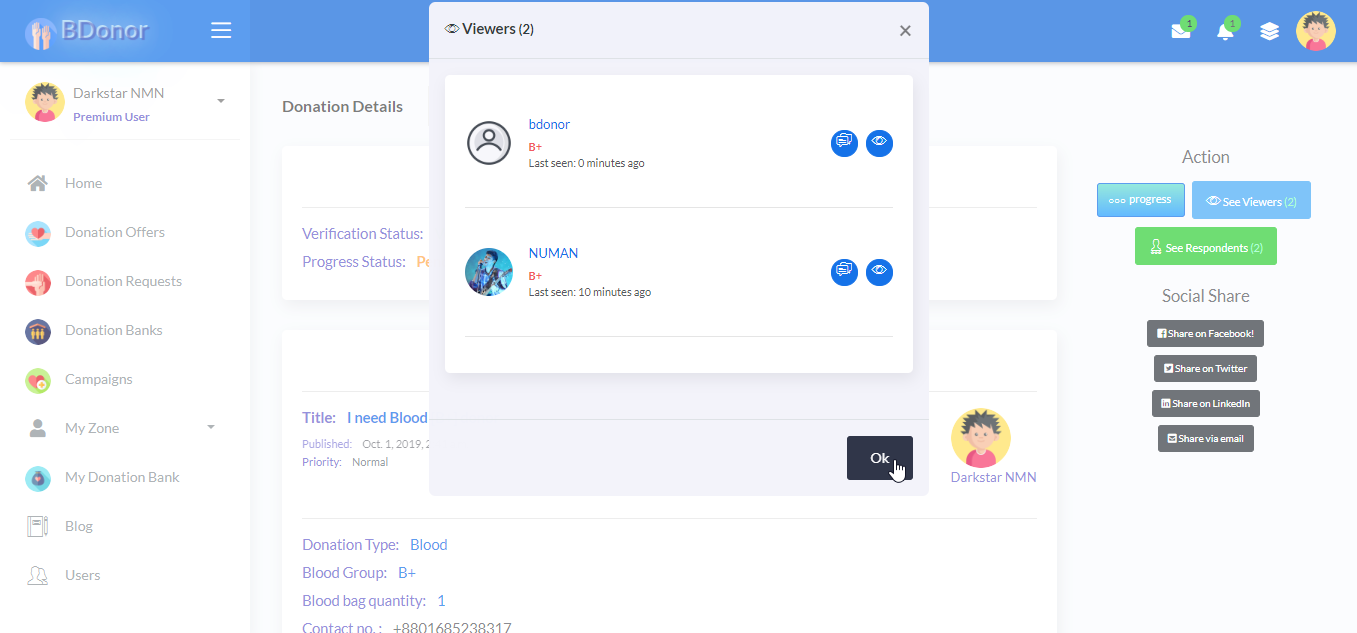 BDonor
1
1
Darkstar NMN
Premium User
Home
Donation Offers
Donation Requests
Donation Banks
Campaigns
My Zone
My Donation Bank
Blog
Users
Donation Details
Verification Status:
Progress Status:
Title: I need Blood
Published: Oct. 1, 2019,
Priority: Normal
Darkstar NMN
Donation Type: Blood
Blood Group: B+
Blood bag quantity: 1
Contact no. : +8801685238317
Viewers (2)
×
bdonor
B+
Last seen: 0 minutes ago
NUMAN
B+
Last seen: 10 minutes ago
Ok
Action
progress
See Viewers (2)
See Respondents (2)
Social Share
Share on Facebook!
Share on Twitter
Share on LinkedIn
Share via email